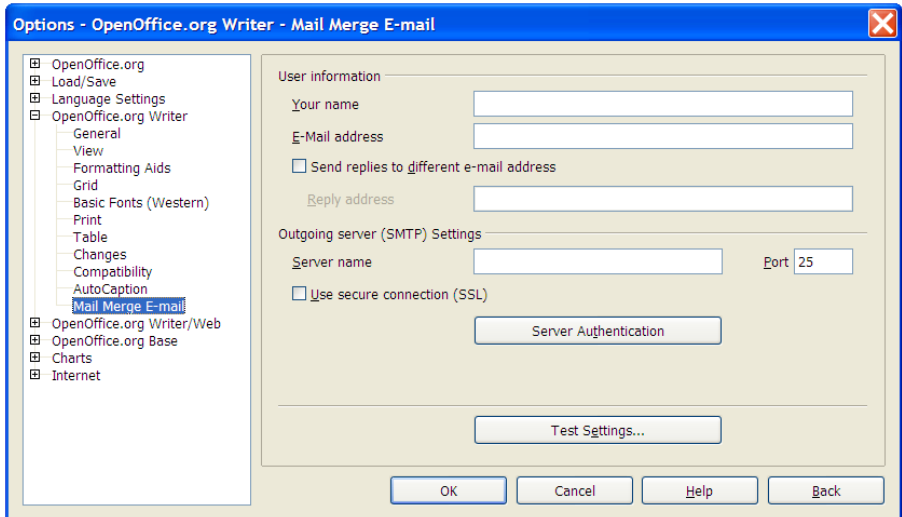 Options - OpenOffice.org Writer - Mail Merge E-mail
OpenOffice.org
Load/Save
Language Settings
OpenOffice.org Writer
General
View
Formatting Aids
Grid
Basic Fonts (Western)
Print
Table
Changes
Compatibility
AutoCaption
Mail Merge E-mail
OpenOffice.org Writer/Web
OpenOffice.org Base
Charts
Internet
User information
Your name
E-Mail address
Send replies to different e-mail address
Reply address
Outgoing server (SMTP) Settings
Server name
Port 25
Use secure connection (SSL)
Server Authentication
Test Settings...
OK Cancel Help Back